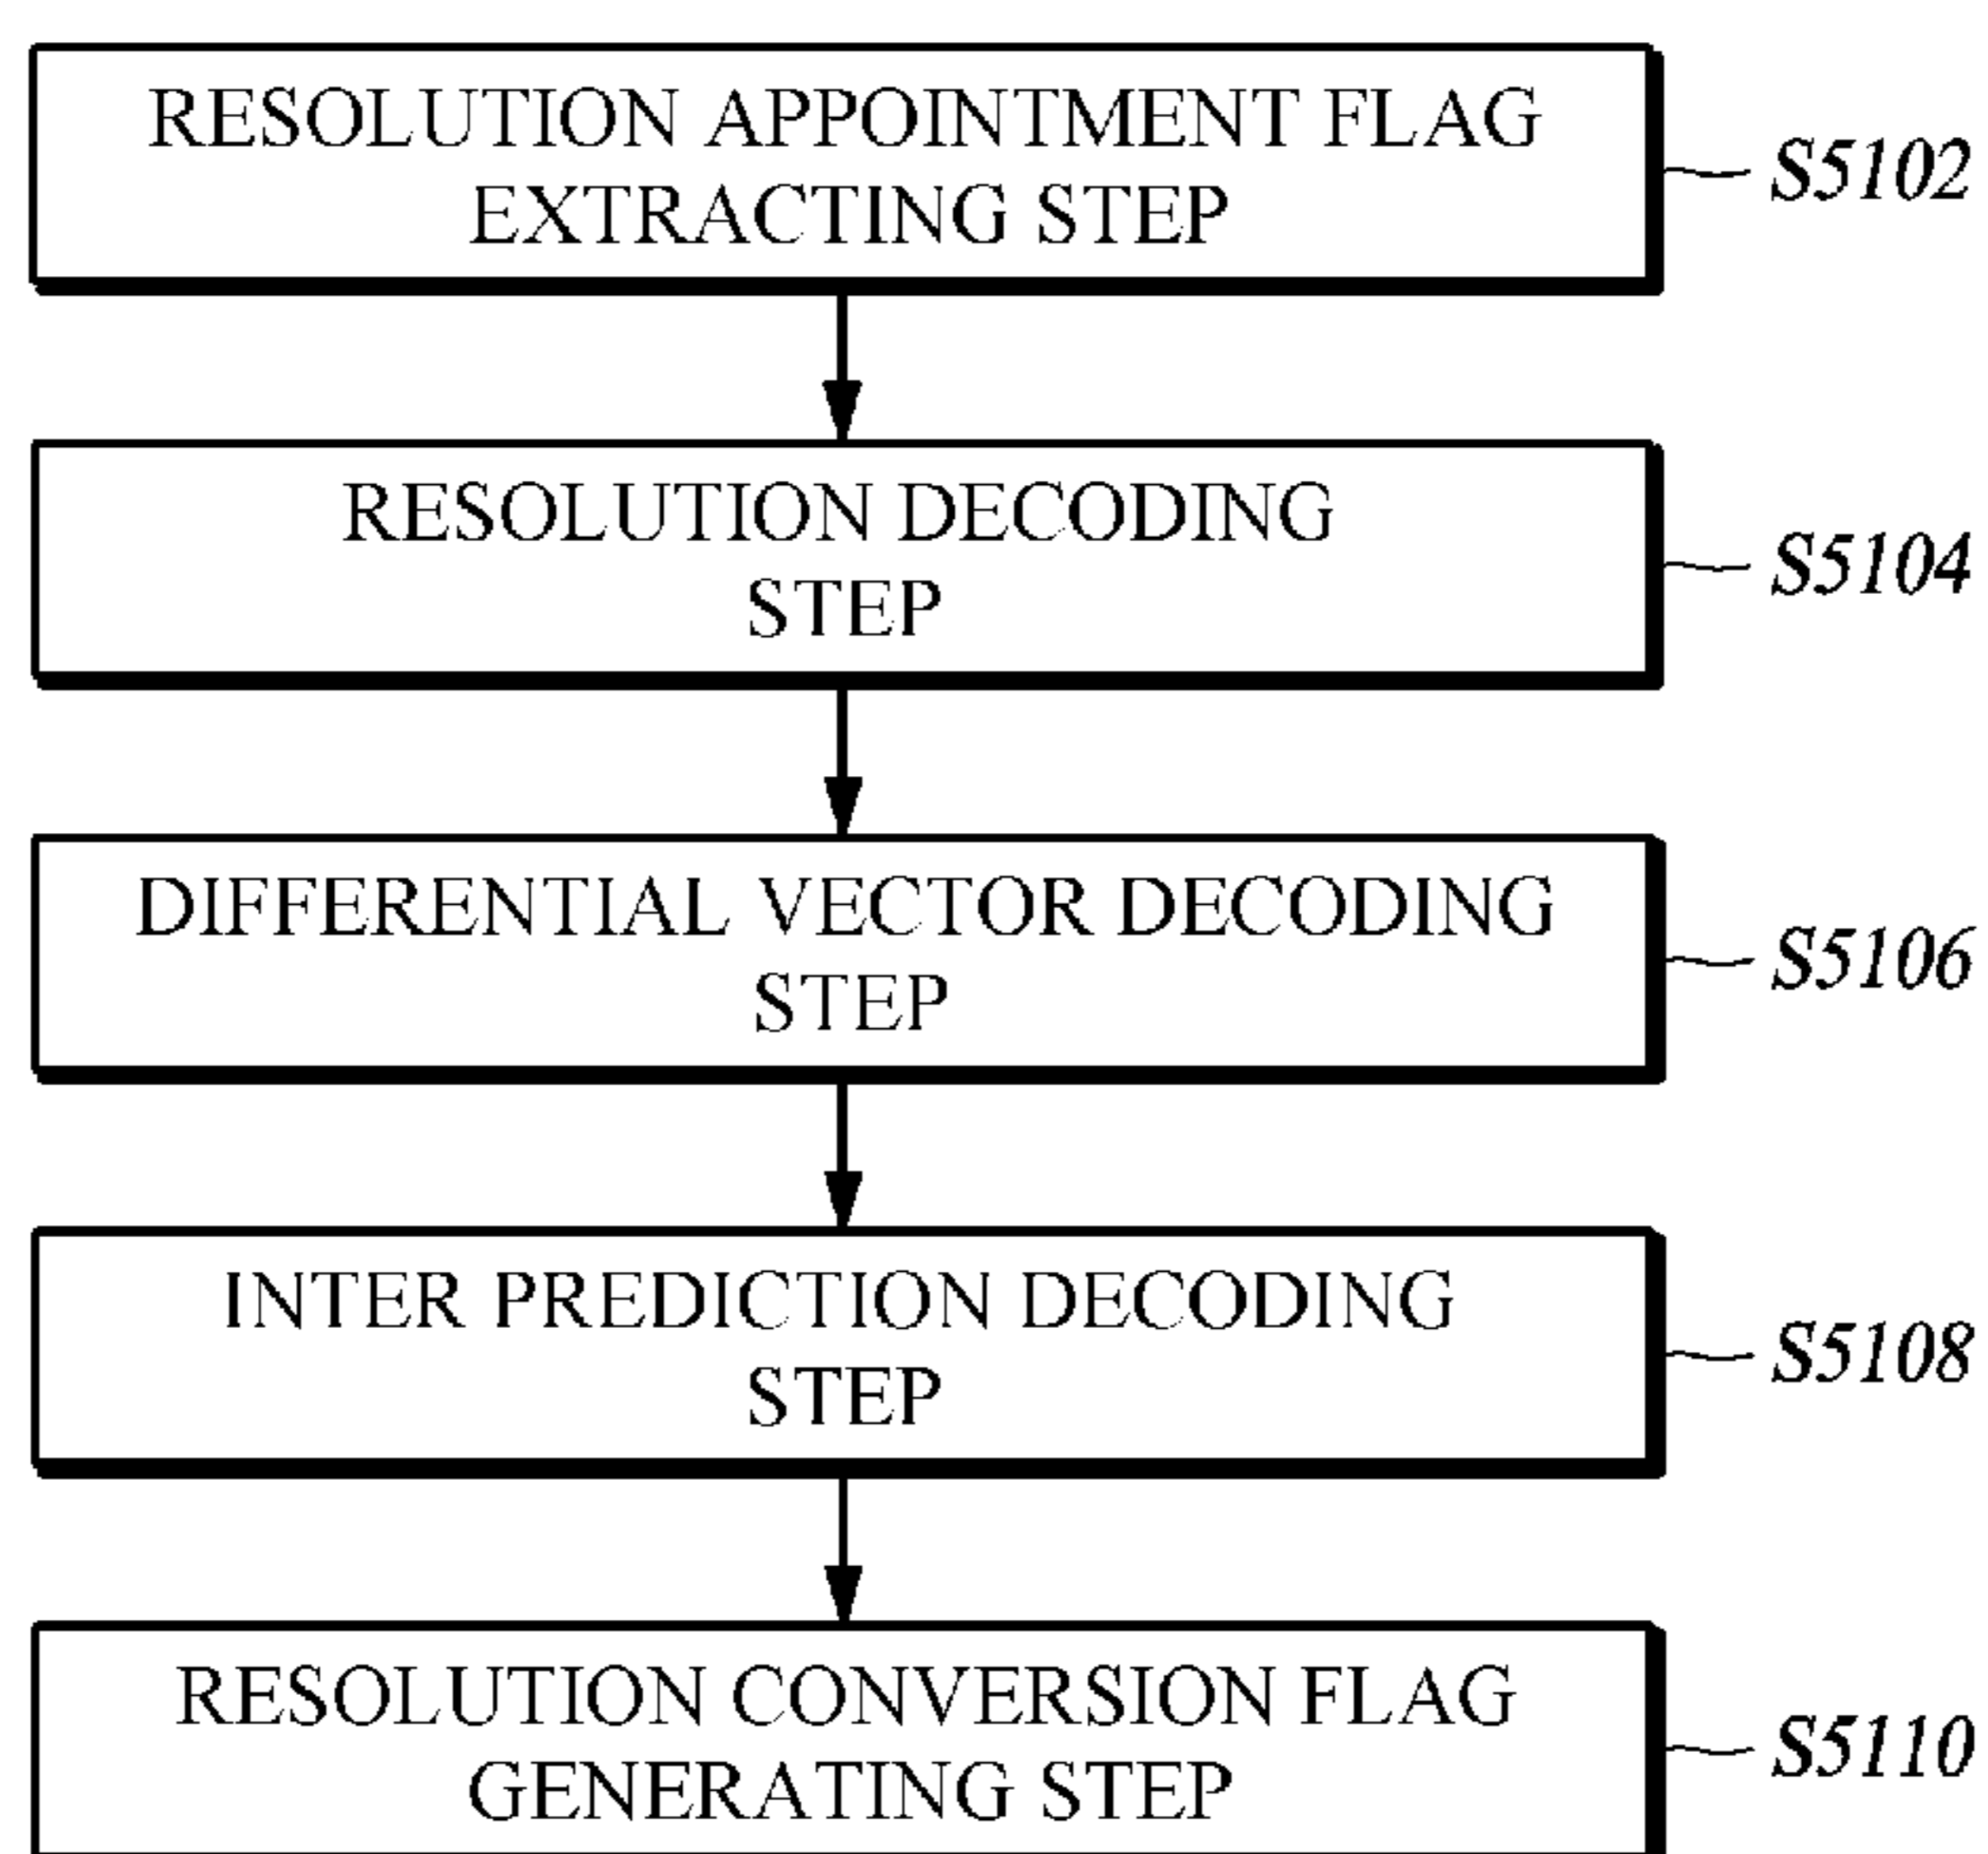 RESOLUTION APPOINTMENT FLAG
EXTRACTING STEP
S5102
RESOLUTION DECODING
STEP
S5104
DIFFERENTIAL VECTOR DECODING
STEP
S5106
INTER PREDICTION DECODING
STEP
S5108
RESOLUTION CONVERSION FLAG
GENERATING STEP
S5110